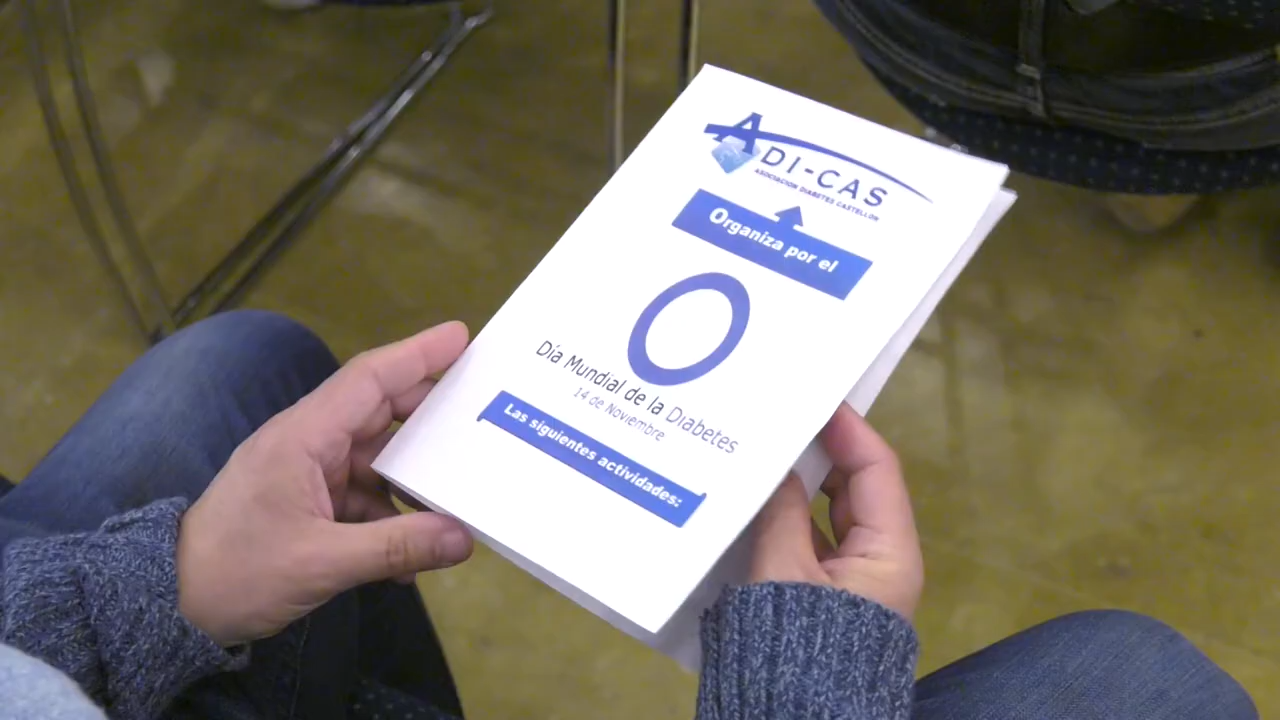 ADI-CAS
ASOCIACION DIABETES CASTELLON
Organiza por el
Día Mundial de la Diabetes
14 de Noviembre
Las siguientes actividades: